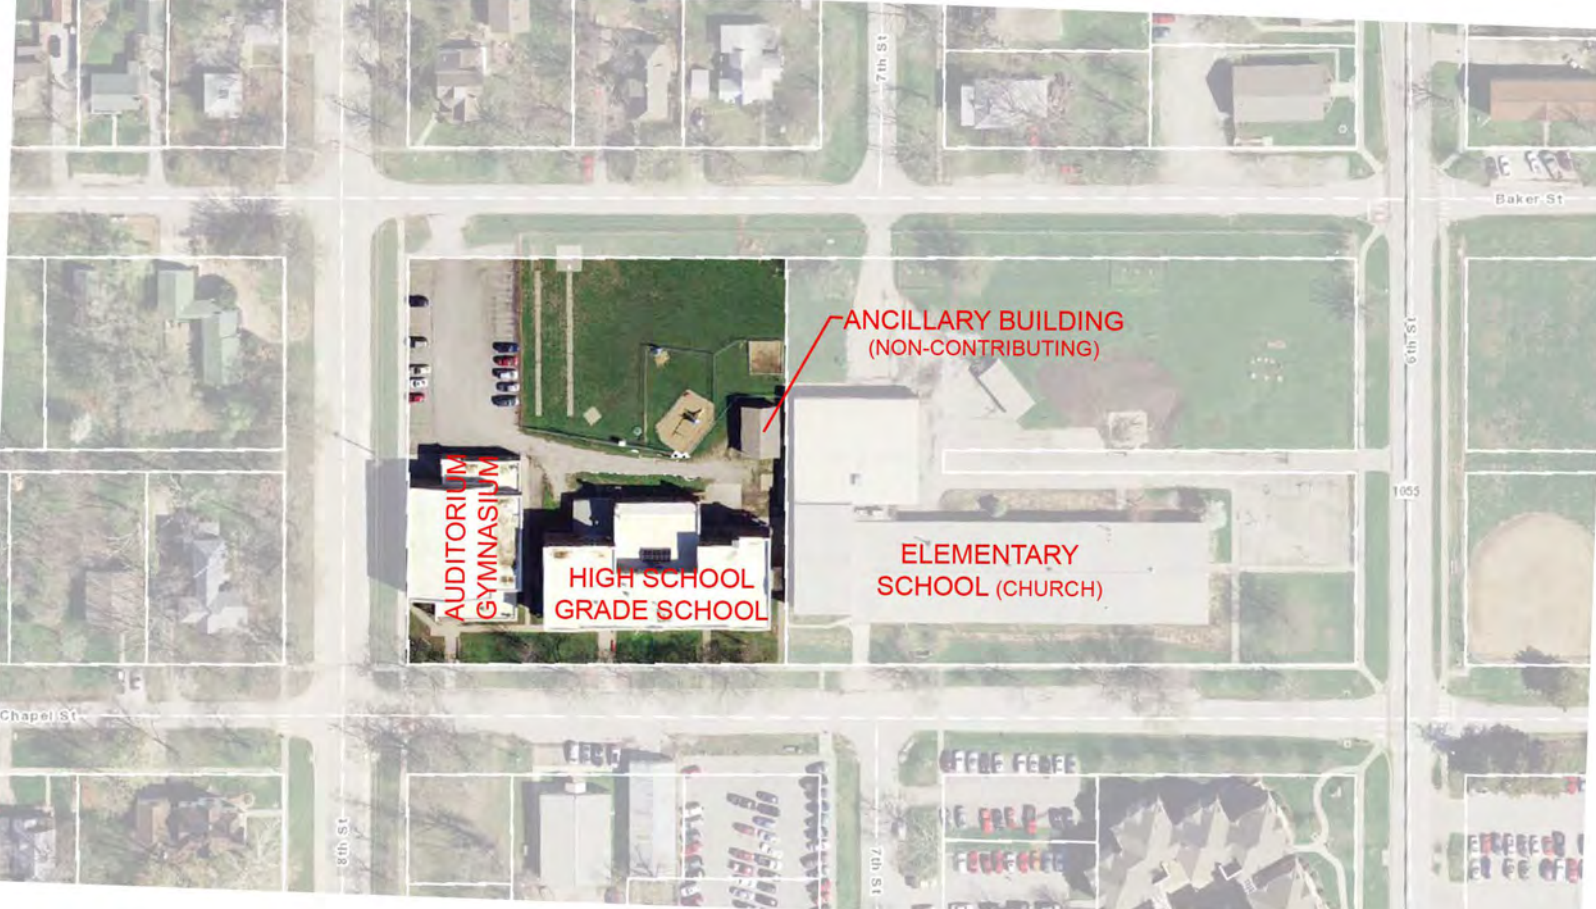 7th St
Baker St
ANCILLARY BUILDING
(NON-CONTRIBUTING)
6th St
AUDITORIUM
GYMNASIUM
1055
ELEMENTARY
SCHOOL (CHURCH)
HIGH SCHOOL
GRADE SCHOOL
Chapel St
8th St
7th St